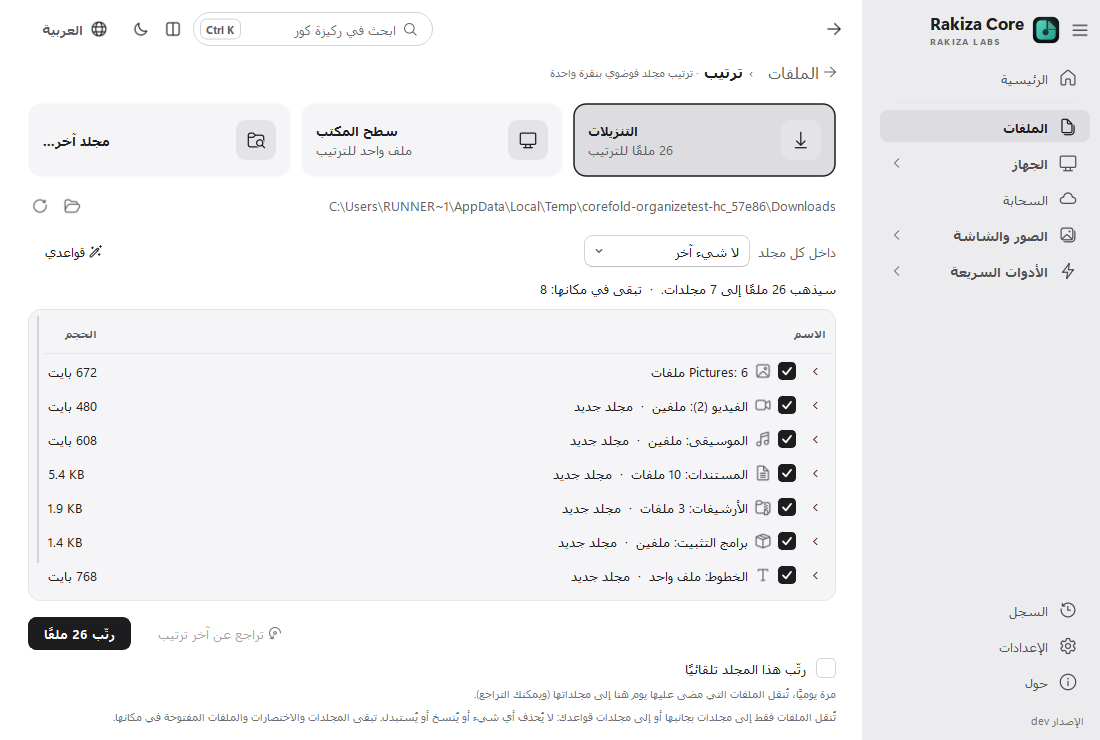 Rakiza Core
RAKIZA LABS
الرئيسية
الملفات
الجهاز
السحابة
الصور والشاشة
الأدوات السريعة
السجل
الإعدادات
حول
الإصدار dev
ابحث في ركيزة كور
Ctrl K
العربية
الملفات › ترتيب · ترتيب مجلد فوضوي بنقرة واحدة
التنزيلات
26 ملفًا للترتيب
سطح المكتب
ملف واحد للترتيب
مجلد آخر...
C:\Users\RUNNER~1\AppData\Local\Temp\corefold-organizetest-hc_57e86\Downloads
داخل كل مجلد
لا شيء آخر
قواعدي
سيذهب 26 ملفًا إلى 7 مجلدات. · تبقى في مكانها: 8
الاسم الحجم
Pictures: 6 ملفات 672 بايت
الفيديو (2): ملفين · مجلد جديد 480 بايت
الموسيقى: ملفين · مجلد جديد 608 بايت
المستندات: 10 ملفات · مجلد جديد 5.4 KB
الأرشيفات: 3 ملفات · مجلد جديد 1.9 KB
برامج التثبيت: ملفين · مجلد جديد 1.4 KB
الخطوط: ملف واحد · مجلد جديد 768 بايت
تراجع عن آخر ترتيب
رتّب 26 ملفًا
رتّب هذا المجلد تلقائيًا
مرة يوميًا، تُنقل الملفات التي مضى عليها يوم هنا إلى مجلداتها (ويمكنك التراجع).
تُنقل الملفات فقط إلى مجلدات بجانبها أو إلى مجلدات قواعدك: لا يُحذف أي شيء أو يُنسخ أو يُستبدل. تبقى المجلدات والاختصارات والملفات المفتوحة في مكانها.